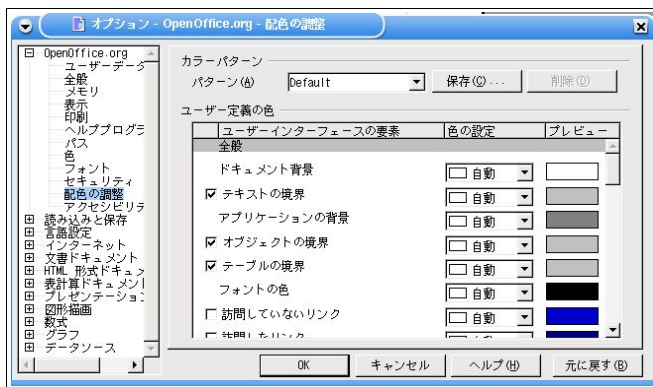 オプション - OpenOffice.org - 配色の調整
OpenOffice.org
ユーザーデータ
全般
メモリ
表示
印刷
ヘルププログラ
パス
色
フォント
セキュリティ
配色の調整
アクセシビリテ
読み込みと保存
言語設定
インターネット
文書ドキュメント
HTML 形式ドキュメ
表計算ドキュメント
プレゼンテーション
図形描画
数式
グラフ
データソース
カラーパターン
パターン(A) Default 保存(C)... 削除(D)
ユーザー定義の色
ユーザーインターフェースの要素 色の設定 プレビュー
全般
ドキュメント背景 自動
テキストの境界 自動
アプリケーションの背景 自動
オブジェクトの境界 自動
テーブルの境界 自動
フォントの色 自動
訪問していないリンク 自動
訪問したリンク
OK キャンセル ヘルプ(H) 元に戻す(B)